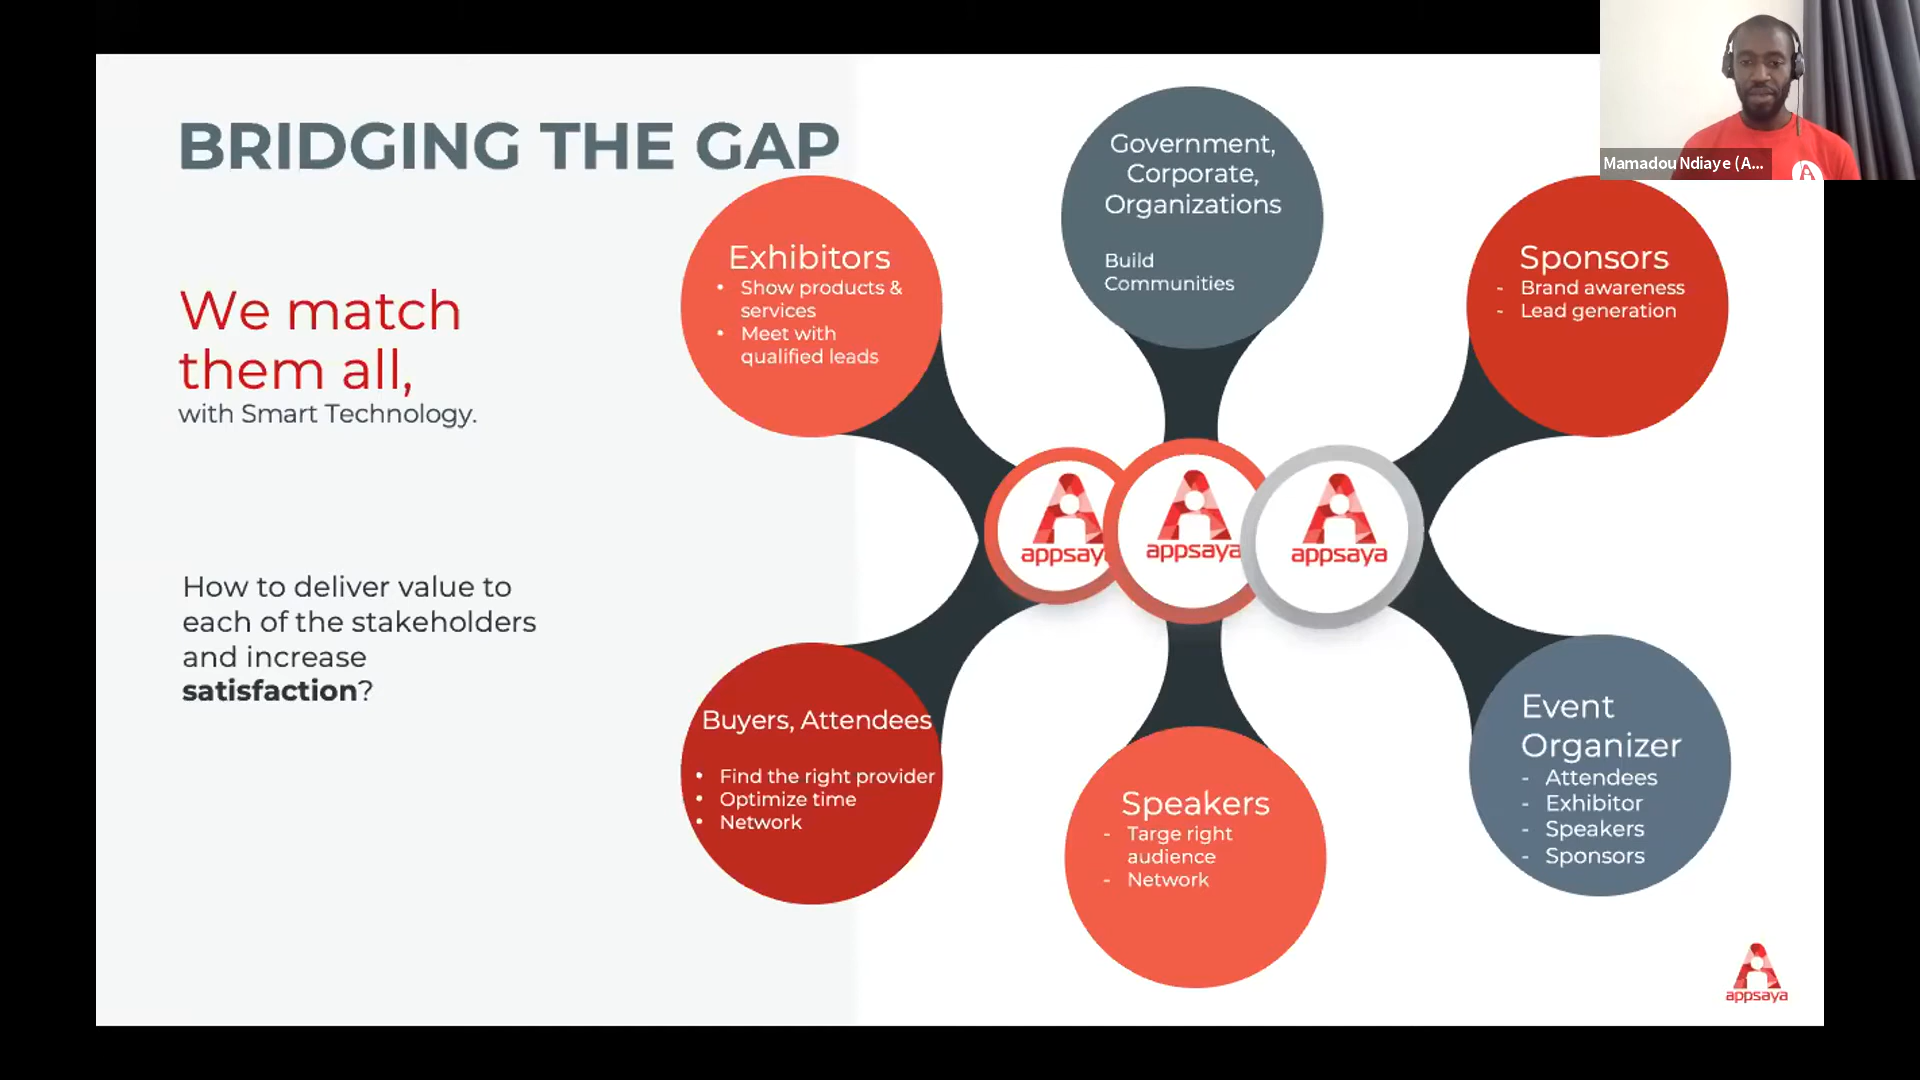 BRIDGING THE GAP
We match
them all,
with Smart Technology.
How to deliver value to
each of the stakeholders
and increase
satisfaction?
Exhibitors
• Show products &
services
• Meet with
qualified leads
Government,
Corporate,
Organizations
Build
Communities
Sponsors
- Brand awareness
- Lead generation
appsay
appsaya
appsaya
Buyers, Attendees
• Find the right provider
• Optimize time
• Network
Speakers
- Targe right
audience
- Network
Event
Organizer
- Attendees
- Exhibitor
- Speakers
- Sponsors
appsaya
Mamadou Ndiaye (A...